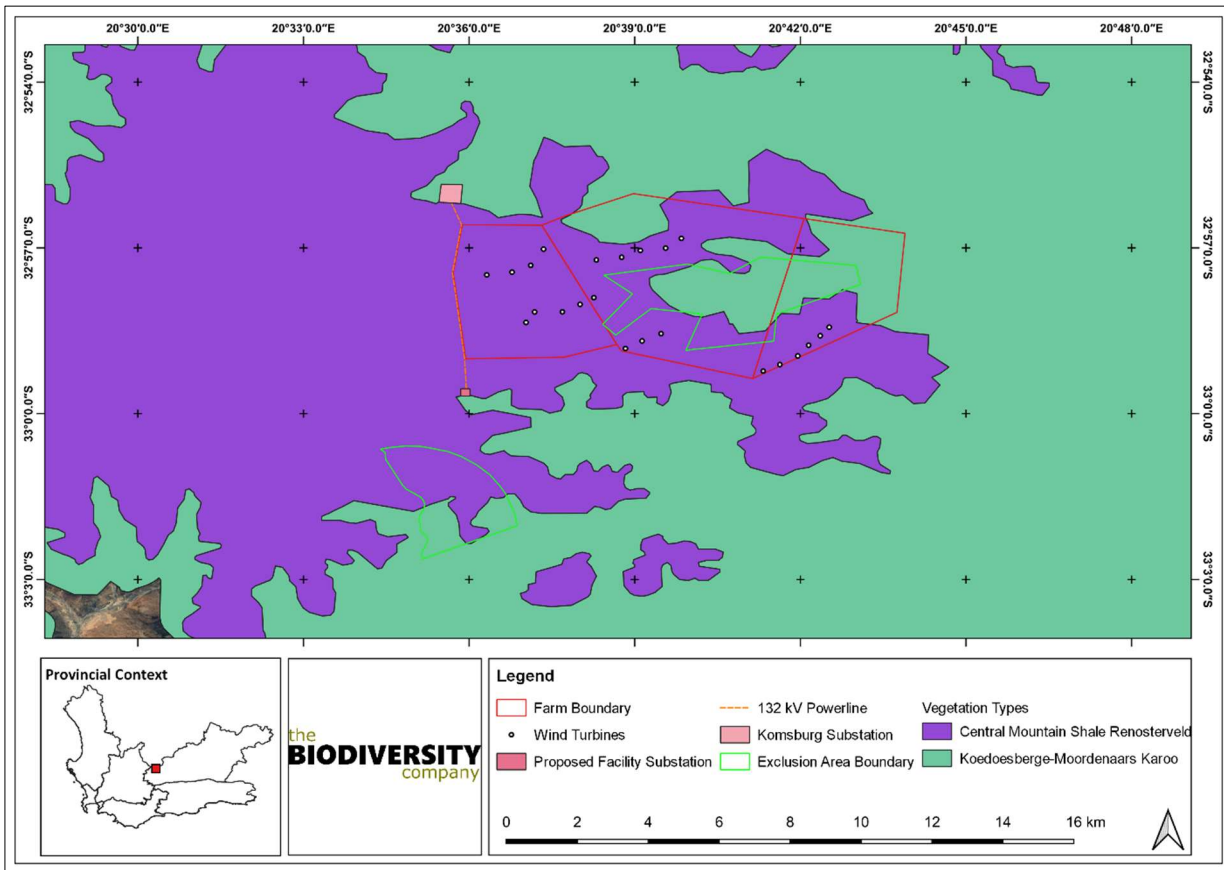 20°30'0.0"E 20°33'0.0"E 20°36'0.0"E 20°39'0.0"E 20°42'0.0"E 20°45'0.0"E 20°48'0.0"E
32°54'0.0"S 32°54'0.0"S
32°57'0.0"S 32°57'0.0"S
33°0'0.0"S 33°0'0.0"S
33°3'0.0"S 33°3'0.0"S
Provincial Context
the
BIODIVERSITY
company
Legend
Farm Boundary
Wind Turbines
Proposed Facility Substation
132 kV Powerline
Komsburg Substation
Exclusion Area Boundary
Vegetation Types
Central Mountain Shale Renosterveld
Koedoesberge-Moordenaars Karoo
0 2 4 6 8 10 12 14 16 km